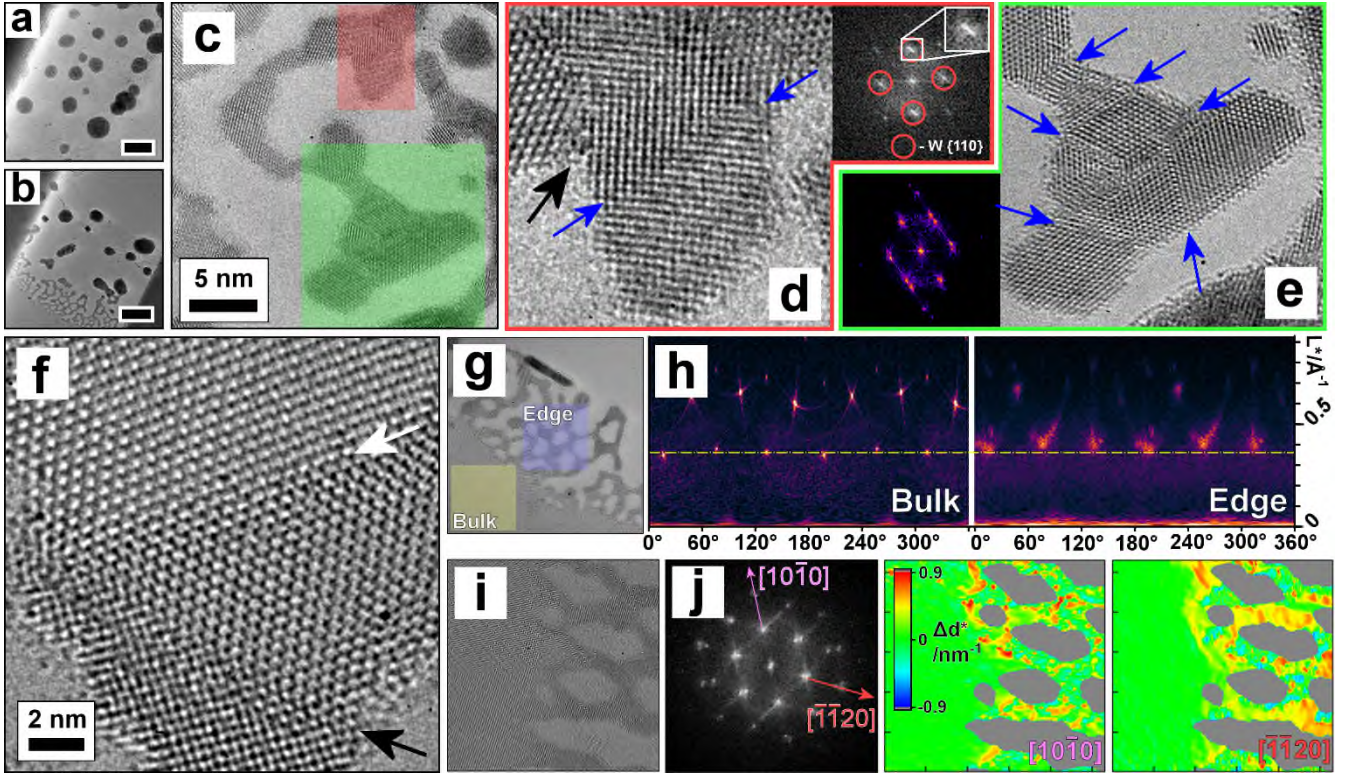 a
b
c
5 nm
d
- W {110}
e
f
2 nm
g
Edge
Bulk
h
Bulk
Edge
L*/Å⁻¹
0.5
0
0° 60° 120° 240° 300°
0° 60° 120° 180° 240° 300° 360°
i
j
[101̅0]
[1̅1̅20]
0.9
0
Δd*
/nm⁻¹
-0.9
[101̅0]
[1̅1̅20]